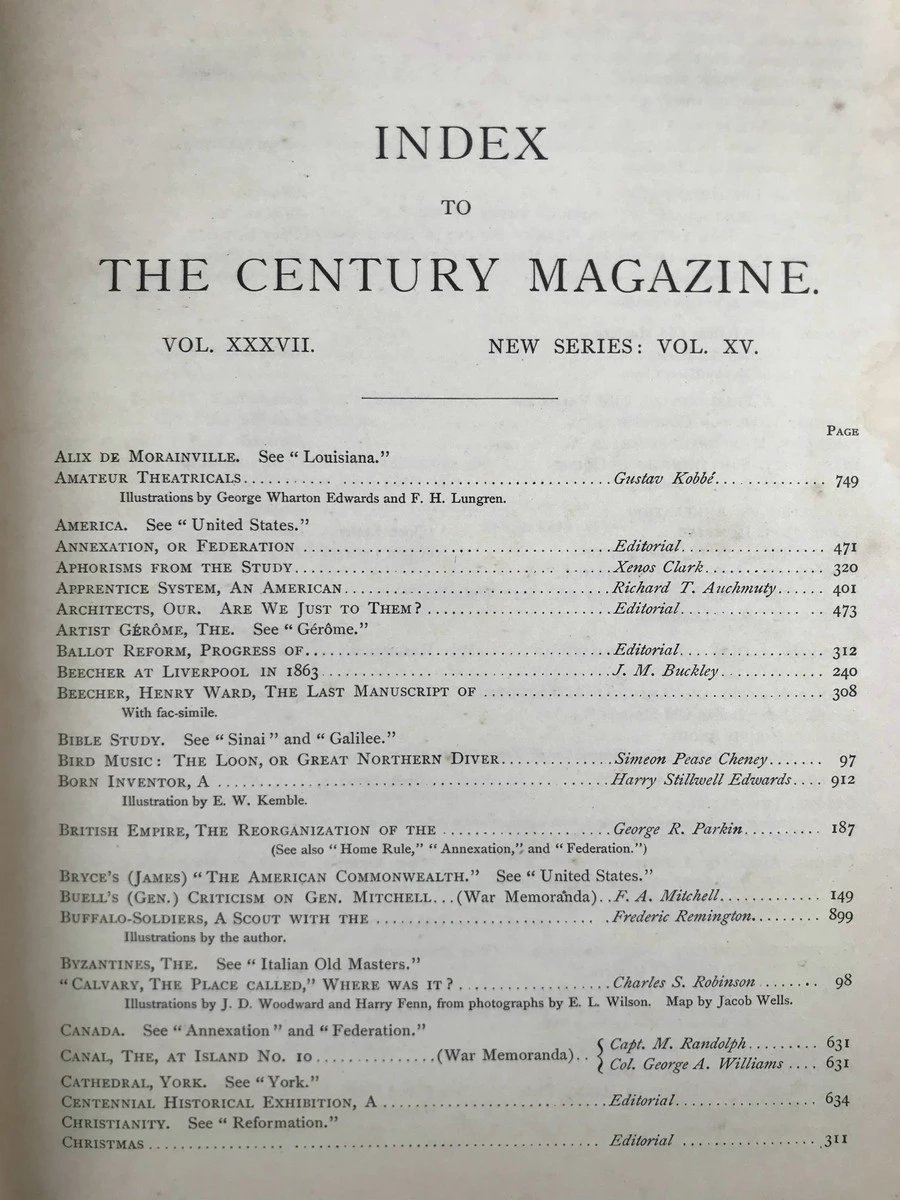 INDEX
TO
THE CENTURY MAGAZINE.
VOL. XXXVII. NEW SERIES: VOL. XV.
PAGE
ALIX DE MORAINVILLE. See "Louisiana."
AMATEUR THEATRICALS.......... Gustav Kobbé.......... 749
Illustrations by George Wharton Edwards and F. H. Lungren.
AMERICA. See "United States."
ANNEXATION, OR FEDERATION .......... Editorial.......... 471
APHORISMS FROM THE STUDY.......... Xenos Clark.......... 320
APPRENTICE SYSTEM, AN AMERICAN.......... Richard T. Auchmuty...... 401
ARCHITECTS, OUR. ARE WE JUST TO THEM?.......... Editorial.......... 473
ARTIST GÉRÔME, THE. See "Gérôme."
BALLOT REFORM, PROGRESS OF.......... Editorial.......... 312
BEECHER AT LIVERPOOL IN 1863.......... J. M. Buckley.......... 240
BEECHER, HENRY WARD, THE LAST MANUSCRIPT OF .......... 308
With fac-simile.
BIBLE STUDY. See "Sinai" and "Galilee."
BIRD MUSIC: THE LOON, OR GREAT NORTHERN DIVER.......... Simeon Pease Cheney....... 97
BORN INVENTOR, A .......... Harry Stillwell Edwards.... 912
Illustration by E. W. Kemble.
BRITISH EMPIRE, THE REORGANIZATION OF THE .......... George R. Parkin.......... 187
(See also "Home Rule," "Annexation," and "Federation.")
BRYCE'S (JAMES) "THE AMERICAN COMMONWEALTH." See "United States."
BUELL'S (GEN.) CRITICISM ON GEN. MITCHELL...(War Memoranda)..F. A. Mitchell.......... 149
BUFFALO-SOLDIERS, A SCOUT WITH THE .......... Frederic Remington........ 899
Illustrations by the author.
BYZANTINES, THE. See "Italian Old Masters."
"CALVARY, THE PLACE CALLED," WHERE WAS IT?.......... Charles S. Robinson ....... 98
Illustrations by J. D. Woodward and Harry Fenn, from photographs by E. L. Wilson. Map by Jacob Wells.
CANADA. See "Annexation" and "Federation."
CANAL, THE, AT ISLAND NO. 10..........(War Memoranda).. { Capt. M. Randolph......... 631
Col. George A. Williams .... 631
CATHEDRAL, YORK. See "York."
CENTENNIAL HISTORICAL EXHIBITION, A .......... Editorial.......... 634
CHRISTIANITY. See "Reformation."
CHRISTMAS .......... Editorial .......... 311